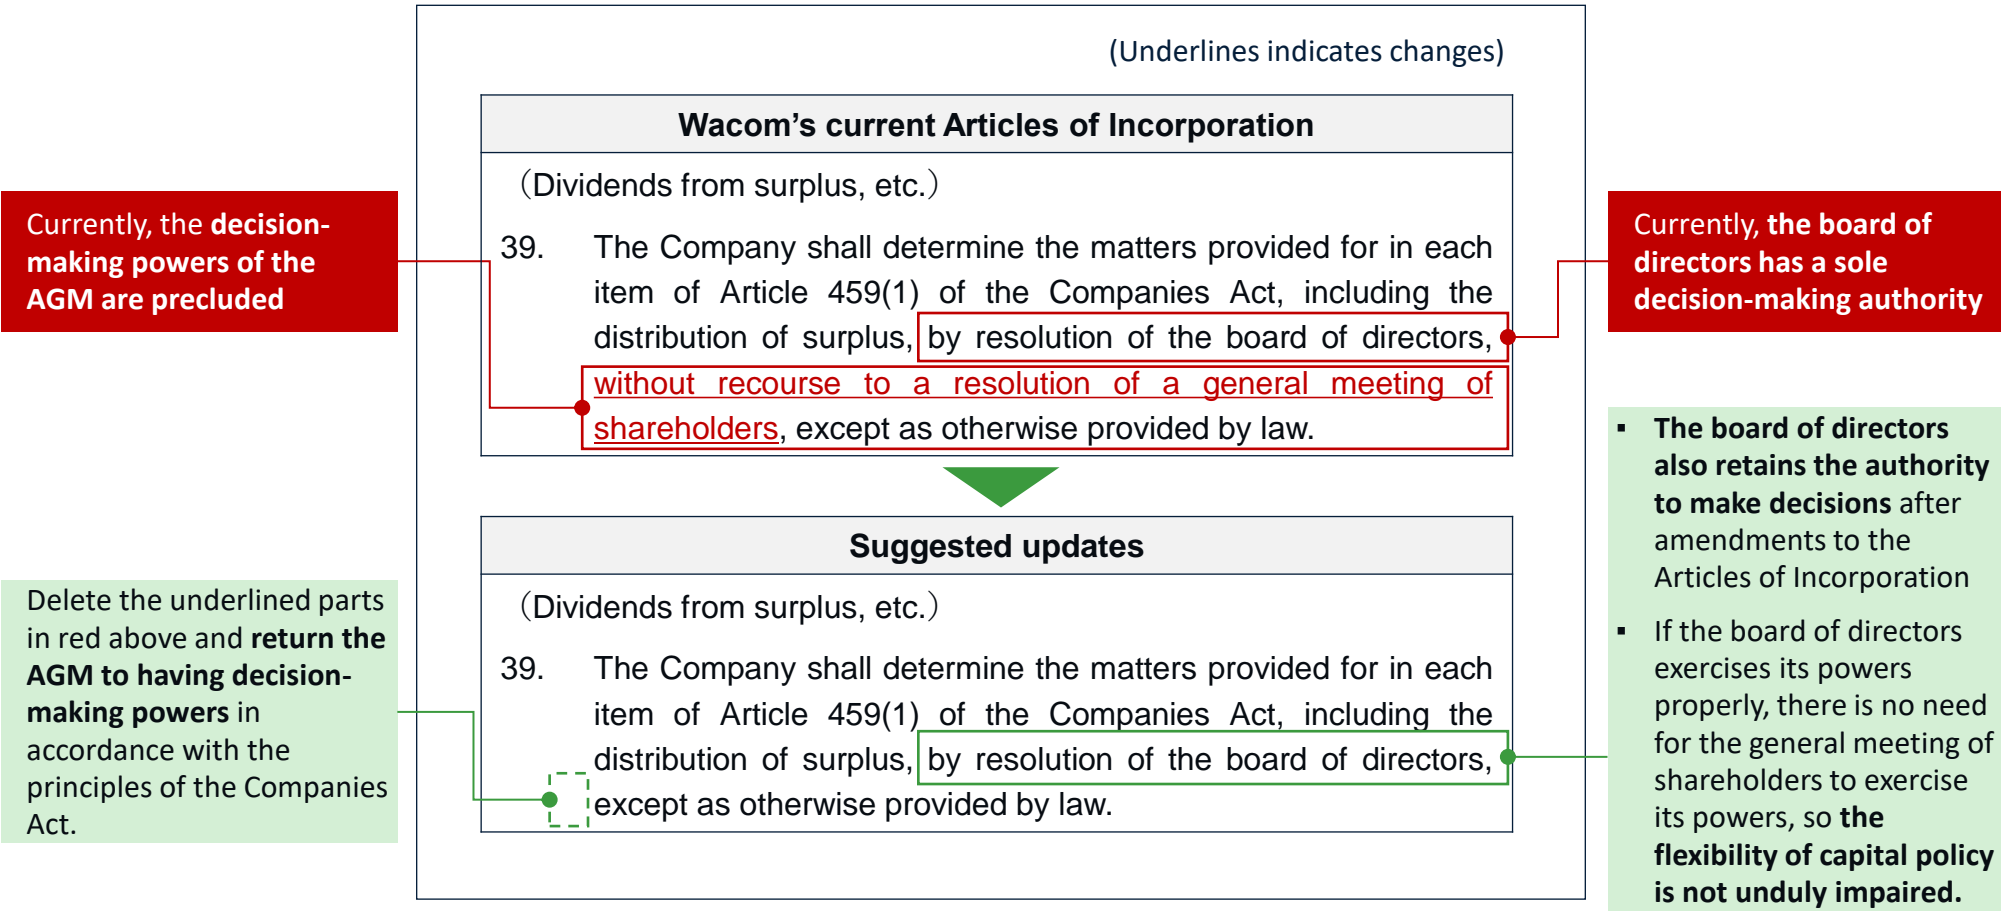 (Underlines indicates changes)
Wacom’s current Articles of Incorporation
（Dividends from surplus, etc.）
39. The Company shall determine the matters provided for in each
item of Article 459(1) of the Companies Act, including the
distribution of surplus, by resolution of the board of directors,
without recourse to a resolution of a general meeting of
shareholders, except as otherwise provided by law.
Currently, the decision-
making powers of the
AGM are precluded
Currently, the board of
directors has a sole
decision-making authority
Suggested updates
（Dividends from surplus, etc.）
39. The Company shall determine the matters provided for in each
item of Article 459(1) of the Companies Act, including the
distribution of surplus, by resolution of the board of directors,
except as otherwise provided by law.
Delete the underlined parts
in red above and return the
AGM to having decision-
making powers in
accordance with the
principles of the Companies
Act.
▪ The board of directors
also retains the authority
to make decisions after
amendments to the
Articles of Incorporation
▪ If the board of directors
exercises its powers
properly, there is no need
for the general meeting of
shareholders to exercise
its powers, so the
flexibility of capital policy
is not unduly impaired.